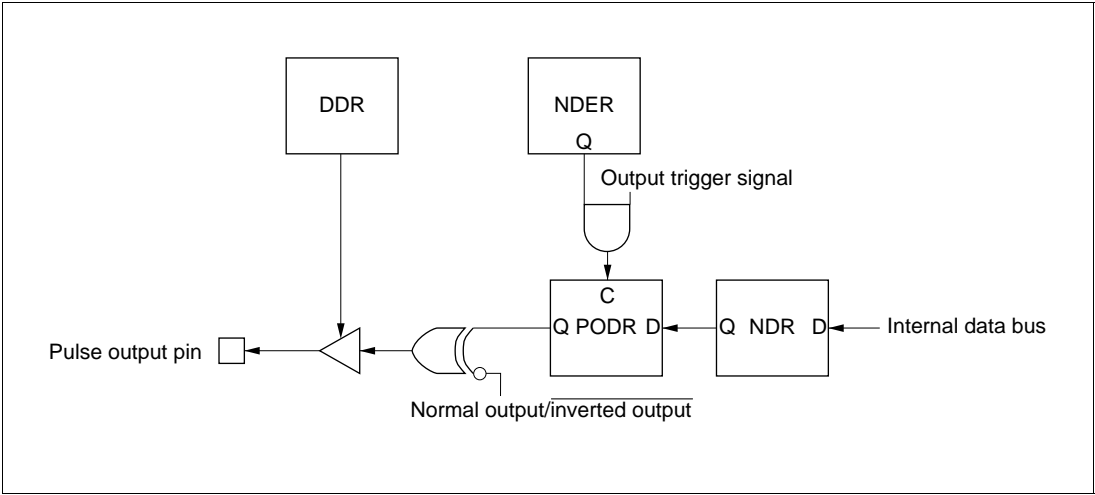 DDR
NDER
Q
Output trigger signal
C
Q PODR D
Q NDR D
Internal data bus
Pulse output pin
Normal output/inverted output